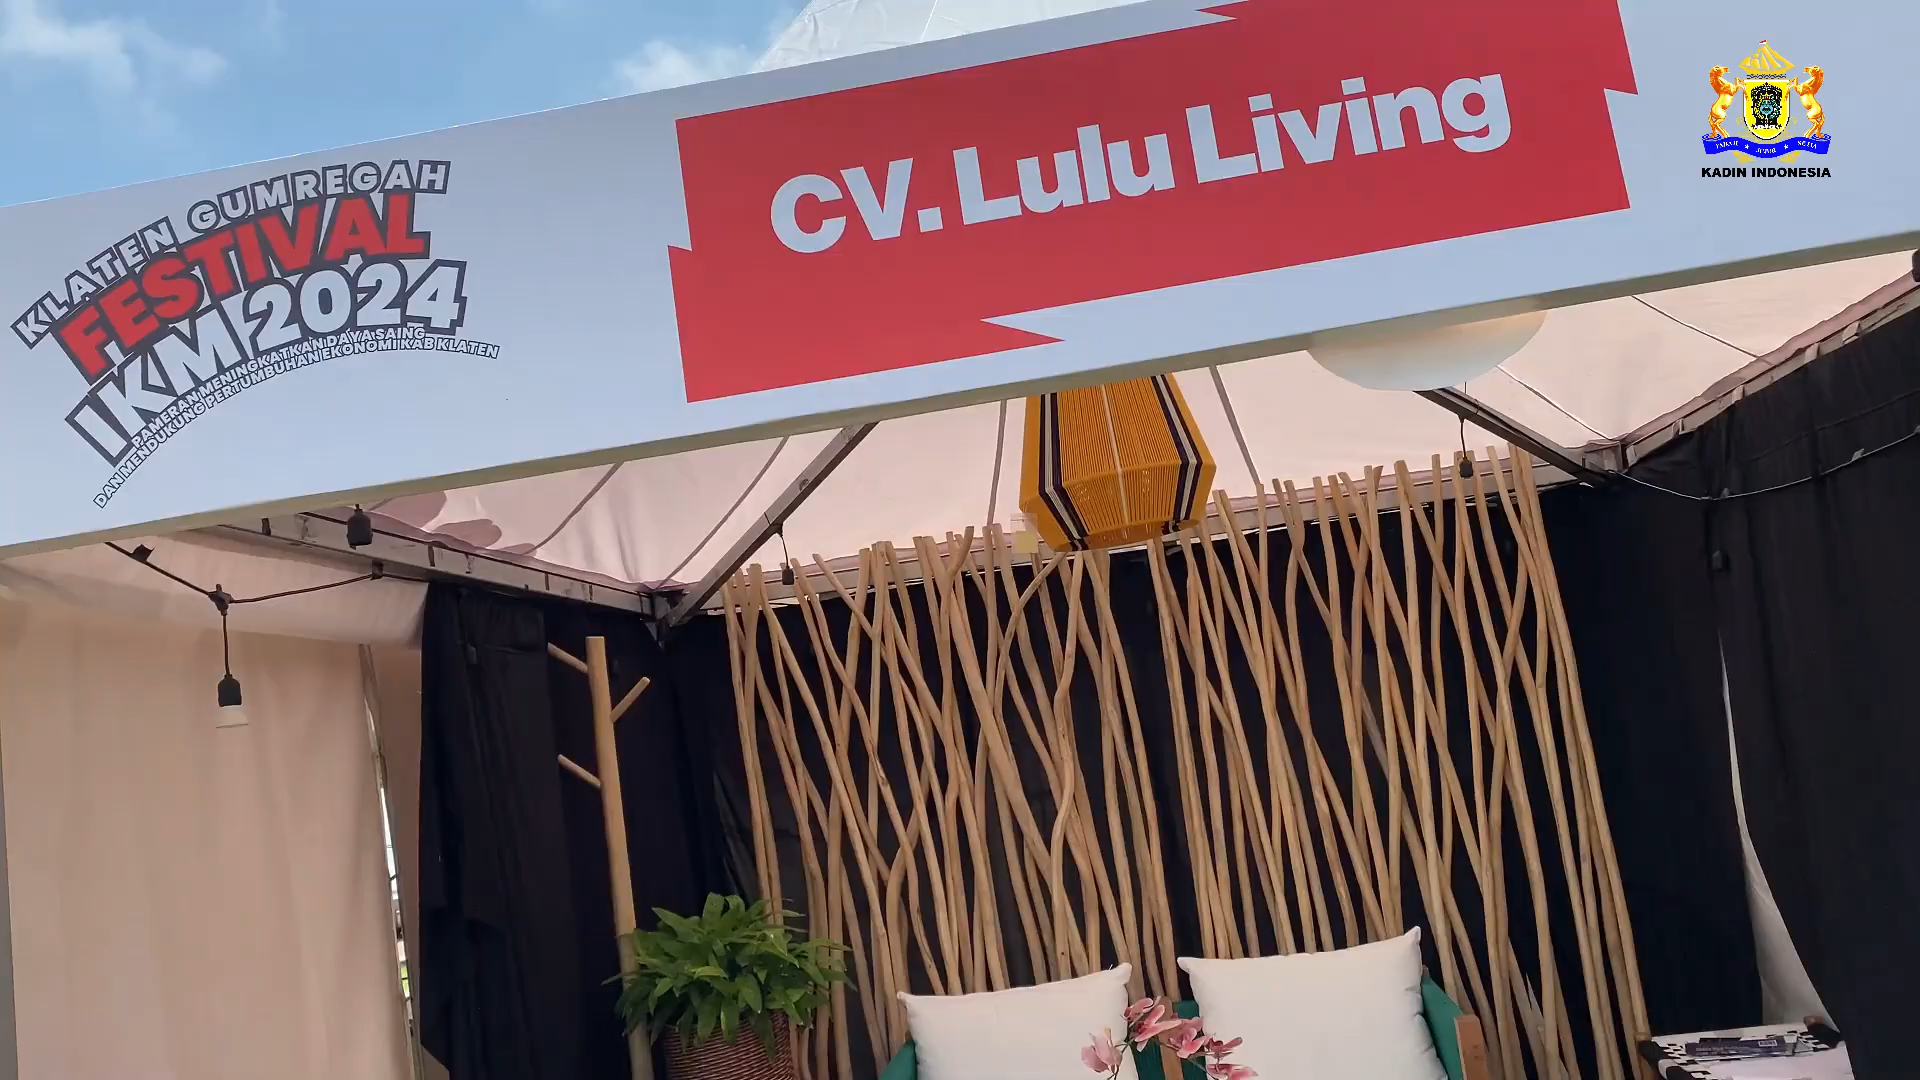 KLATEN GUMREGAH
FESTIVAL
IKM 2024
PAMERAN MENINGKATKAN DAYA SAING
DAN MENDUKUNG PERTUMBUHAN EKONOMI KAB KLATEN
CV. Lulu Living
KADIN INDONESIA